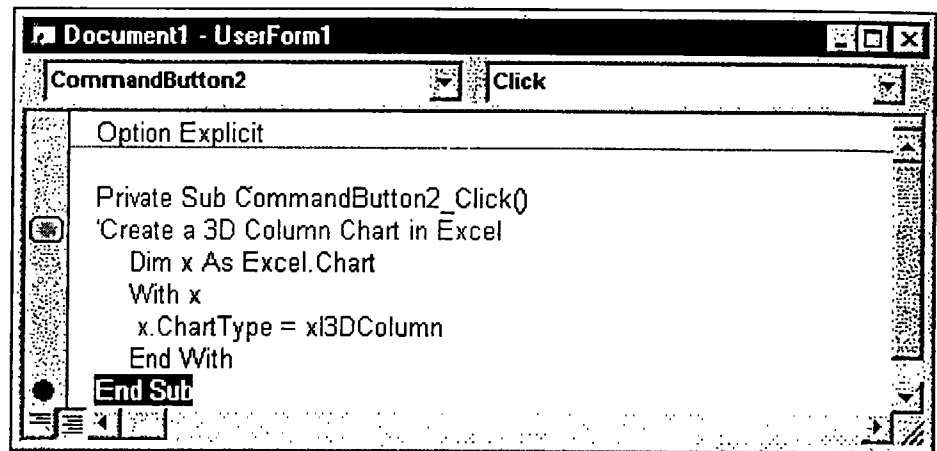 Document1 - UserForm1
CommandButton2 Click
Option Explicit
Private Sub CommandButton2_Click()
'Create a 3D Column Chart in Excel
Dim x As Excel.Chart
With x
x.ChartType = xl3DColumn
End With
End Sub